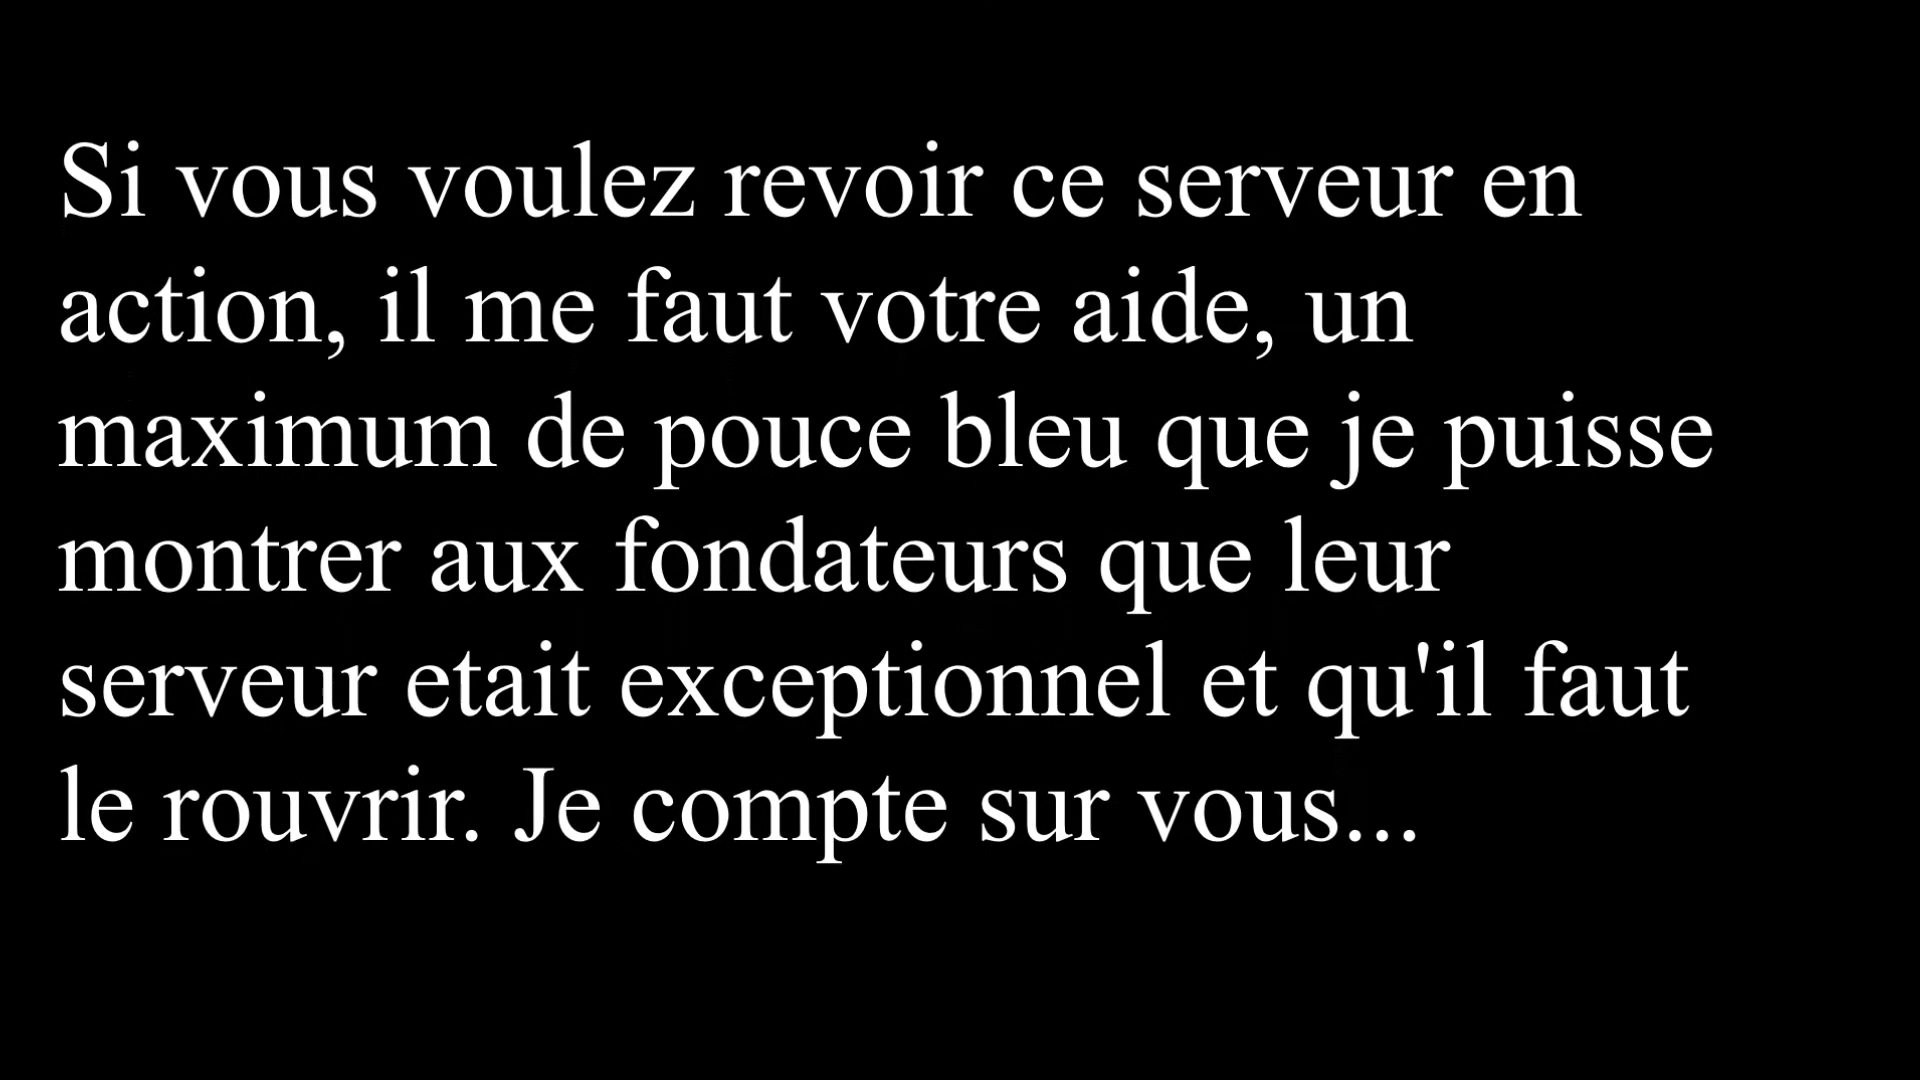 Si vous voulez revoir ce serveur en
action, il me faut votre aide, un
maximum de pouce bleu que je puisse
montrer aux fondateurs que leur
serveur etait exceptionnel et qu'il faut
le rouvrir. Je compte sur vous...